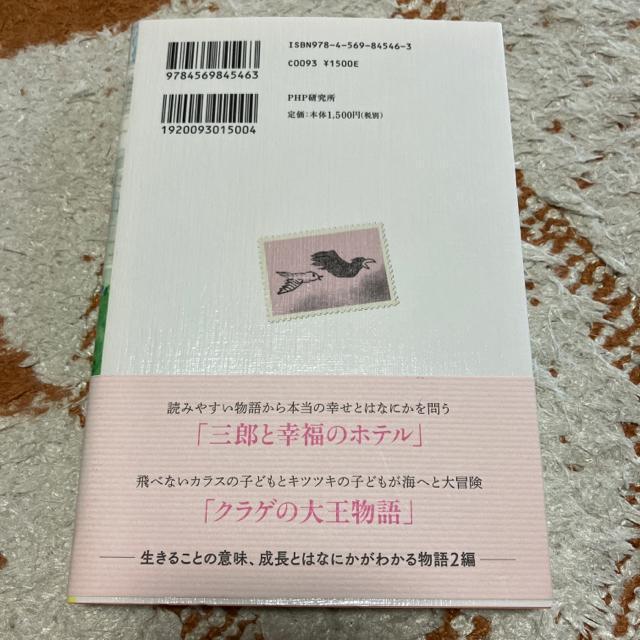 ISBN978-4-569-84546-3
C0093 ¥1500E
9784569845463
PHP研究所
定価:本体1,500円(税別)
1920093015004
読みやすい物語から本当の幸せとはなにかを問う
「三郎と幸福のホテル」
飛べないカラスの子どもとキツツキの子どもが海へと大冒険
「クラゲの大王物語」
生きることの意味、成長とはなにかがわかる物語2編